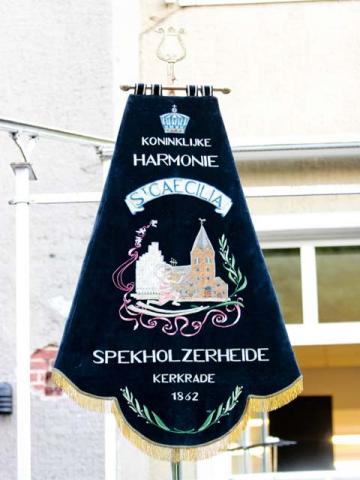 KONINKLIJKE
HARMONIE
ST CAECILIA
SPEKHOLZERHEIDE
KERKRADE
1862